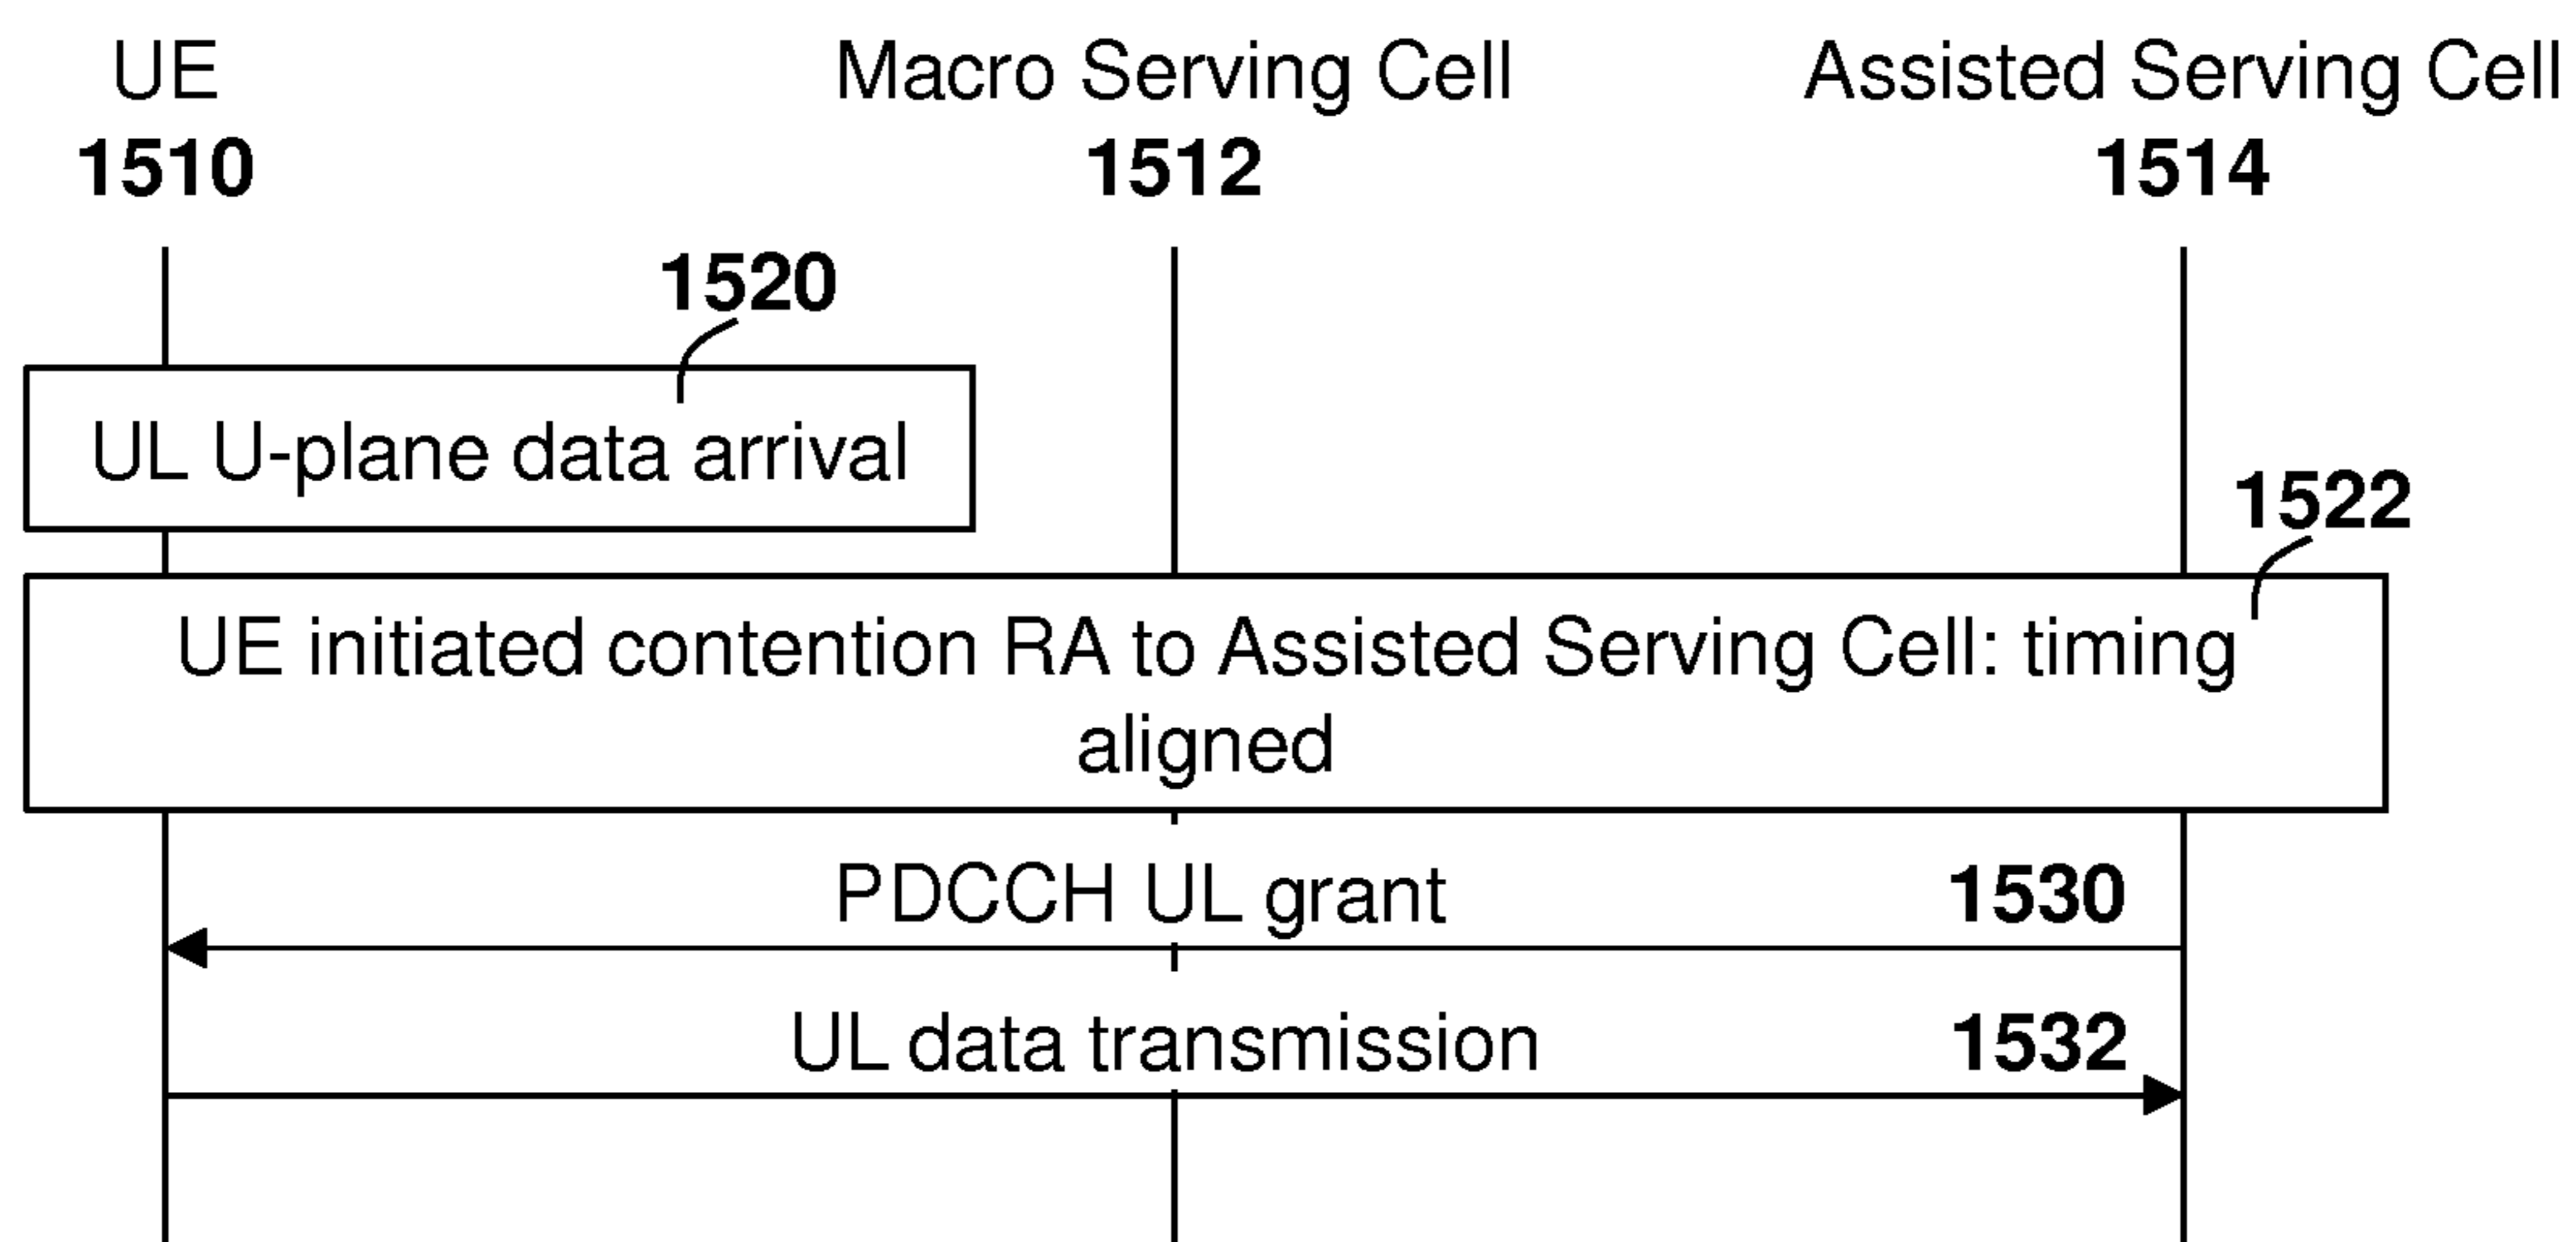 UE
1510
Macro Serving Cell
1512
Assisted Serving Cell
1514
1520
UL U-plane data arrival
1522
UE initiated contention RA to Assisted Serving Cell: timing
aligned
PDCCH UL grant
1530
UL data transmission
1532